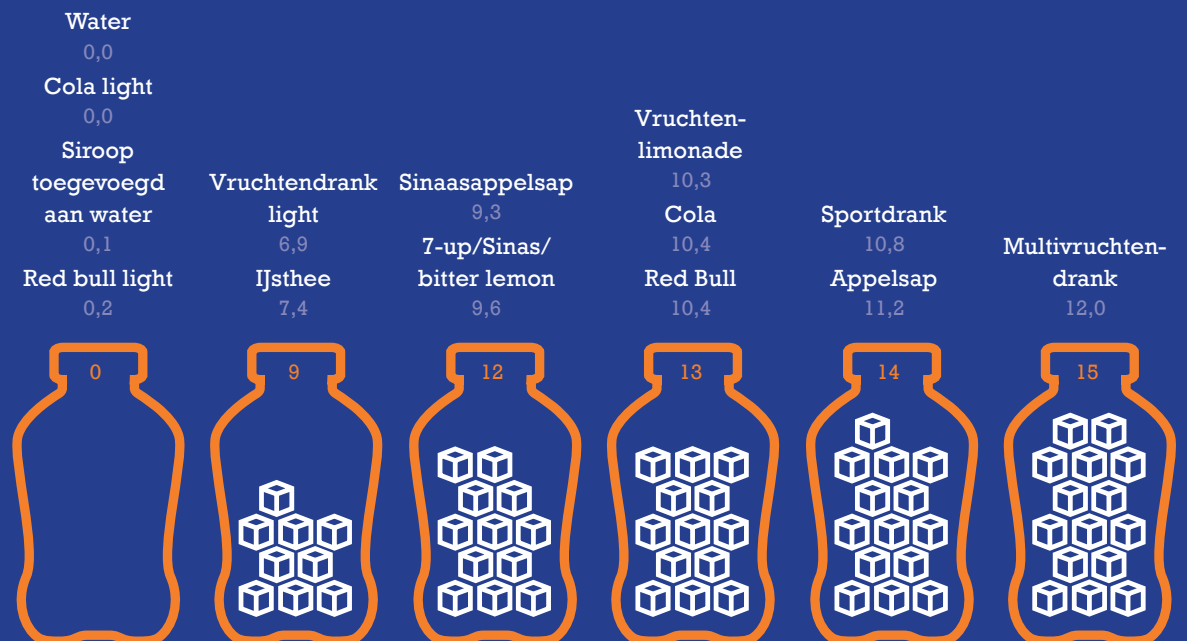 Water
0,0
Cola light
0,0
Siroop
toegevoegd
aan water
0,1
Red bull light
0,2
0
Vruchtendrank
light
6,9
IJsthee
7,4
9
Sinaasappelsap
9,3
7-up/Sinas/
bitter lemon
9,6
12
Vruchten-
limonade
10,3
Cola
10,4
Red Bull
10,4
13
Sportdrank
10,8
Appelsap
11,2
14
Multivruchten-
drank
12,0
15